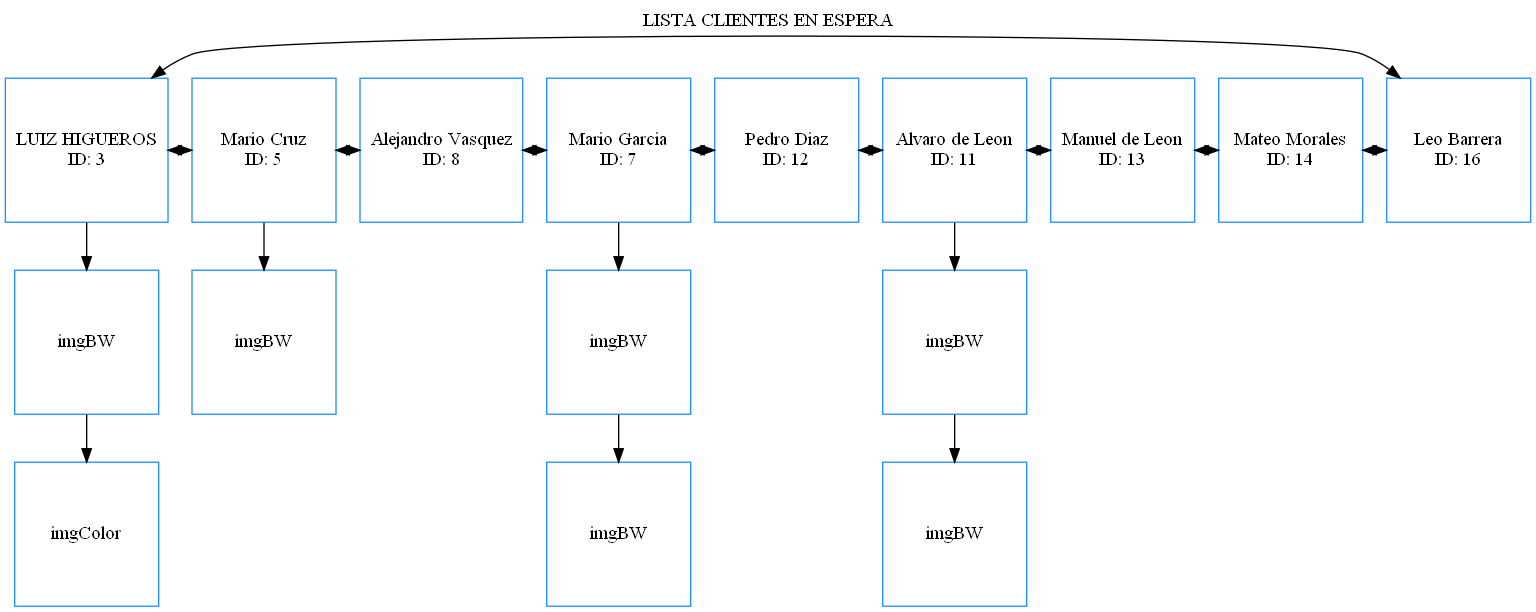 LISTA CLIENTES EN ESPERA
LUIZ HIGUEROS
ID: 3
Mario Cruz
ID: 5
Alejandro Vasquez
ID: 8
Mario Garcia
ID: 7
Pedro Diaz
ID: 12
Alvaro de Leon
ID: 11
Manuel de Leon
ID: 13
Mateo Morales
ID: 14
Leo Barrera
ID: 16
imgBW
imgBW
imgBW
imgBW
imgColor
imgBW
imgBW